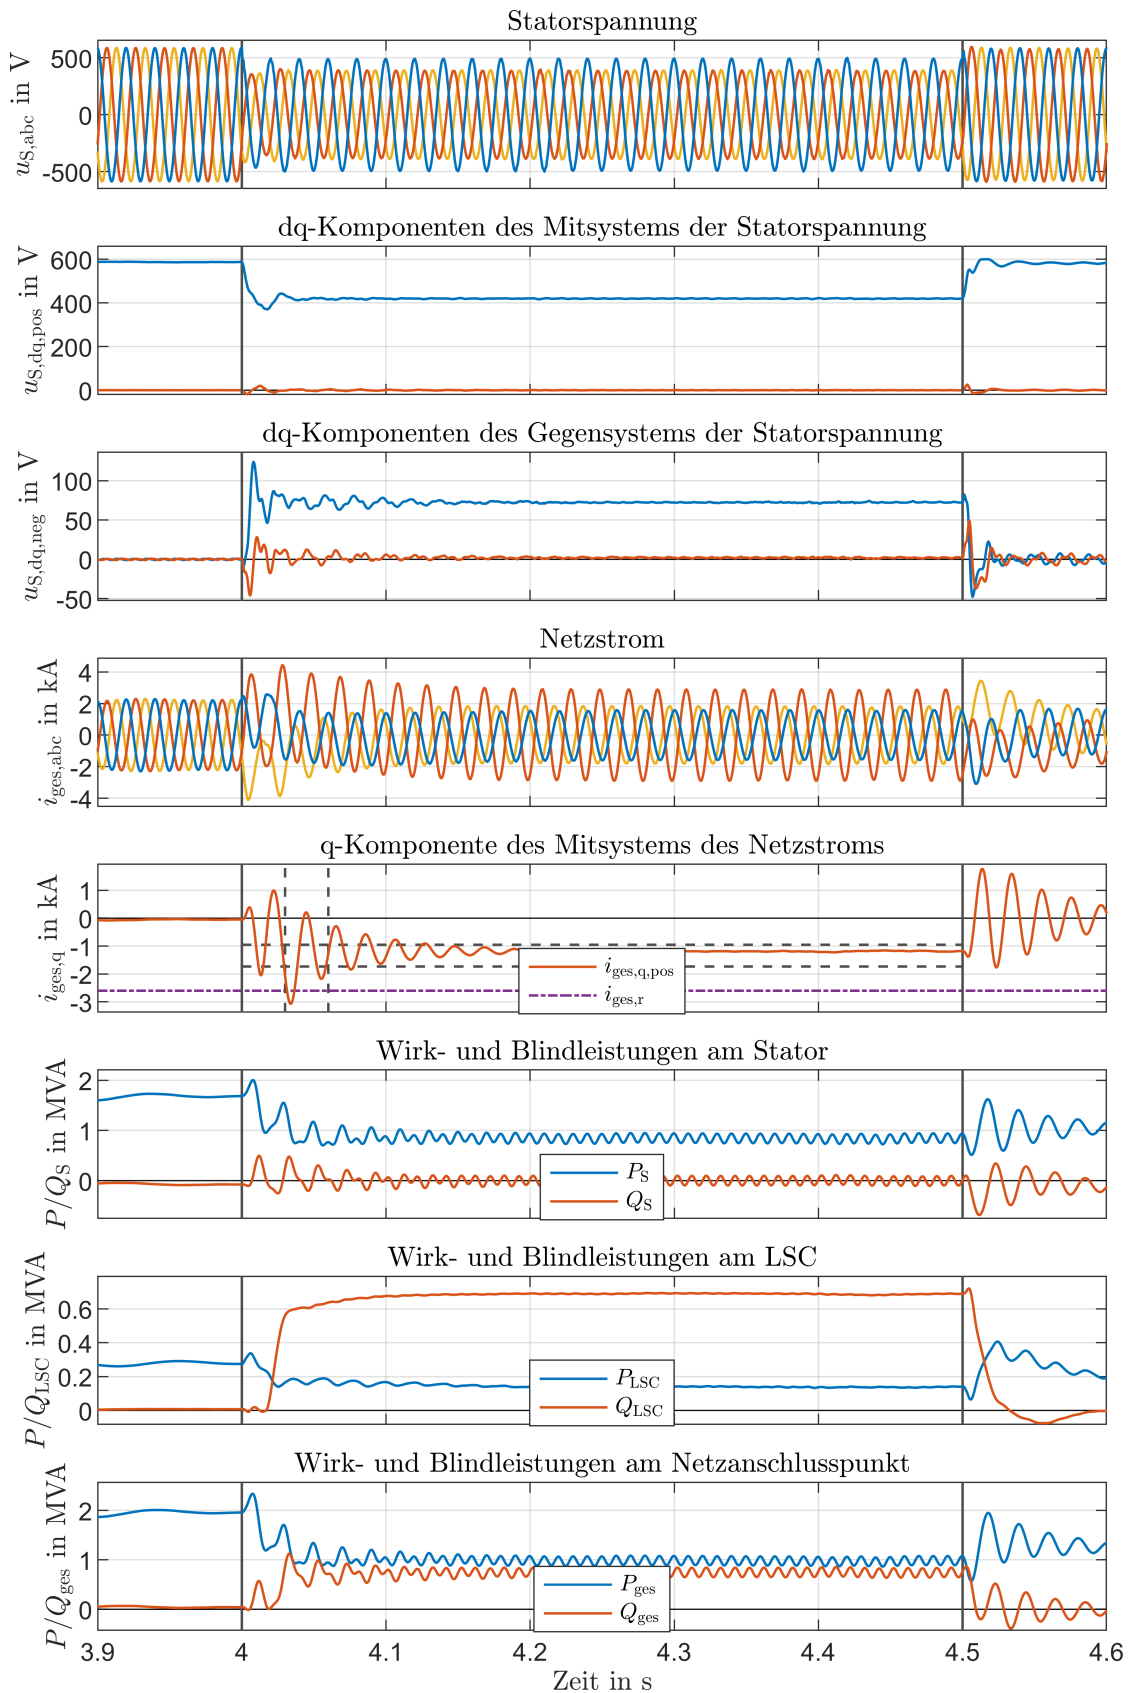 Statorspannung
u_S,abc in V
500
0
-500
dq-Komponenten des Mitsystems der Statorspannung
u_S,dq,pos in V
600
400
200
0
dq-Komponenten des Gegensystems der Statorspannung
u_S,dq,neg in V
100
50
0
-50
Netzstrom
i_ges,abc in kA
4
2
0
-2
-4
q-Komponente des Mitsystems des Netzstroms
i_ges,q in kA
1
0
-1
-2
-3
i_ges,q,pos
i_ges,r
Wirk- und Blindleistungen am Stator
P/Q_S in MVA
2
1
0
P_S
Q_S
Wirk- und Blindleistungen am LSC
P/Q_LSC in MVA
0.6
0.4
0.2
0
P_LSC
Q_LSC
Wirk- und Blindleistungen am Netzanschlusspunkt
P/Q_ges in MVA
2
1
0
P_ges
Q_ges
3.9 4 4.1 4.2 4.3 4.4 4.5 4.6
Zeit in s